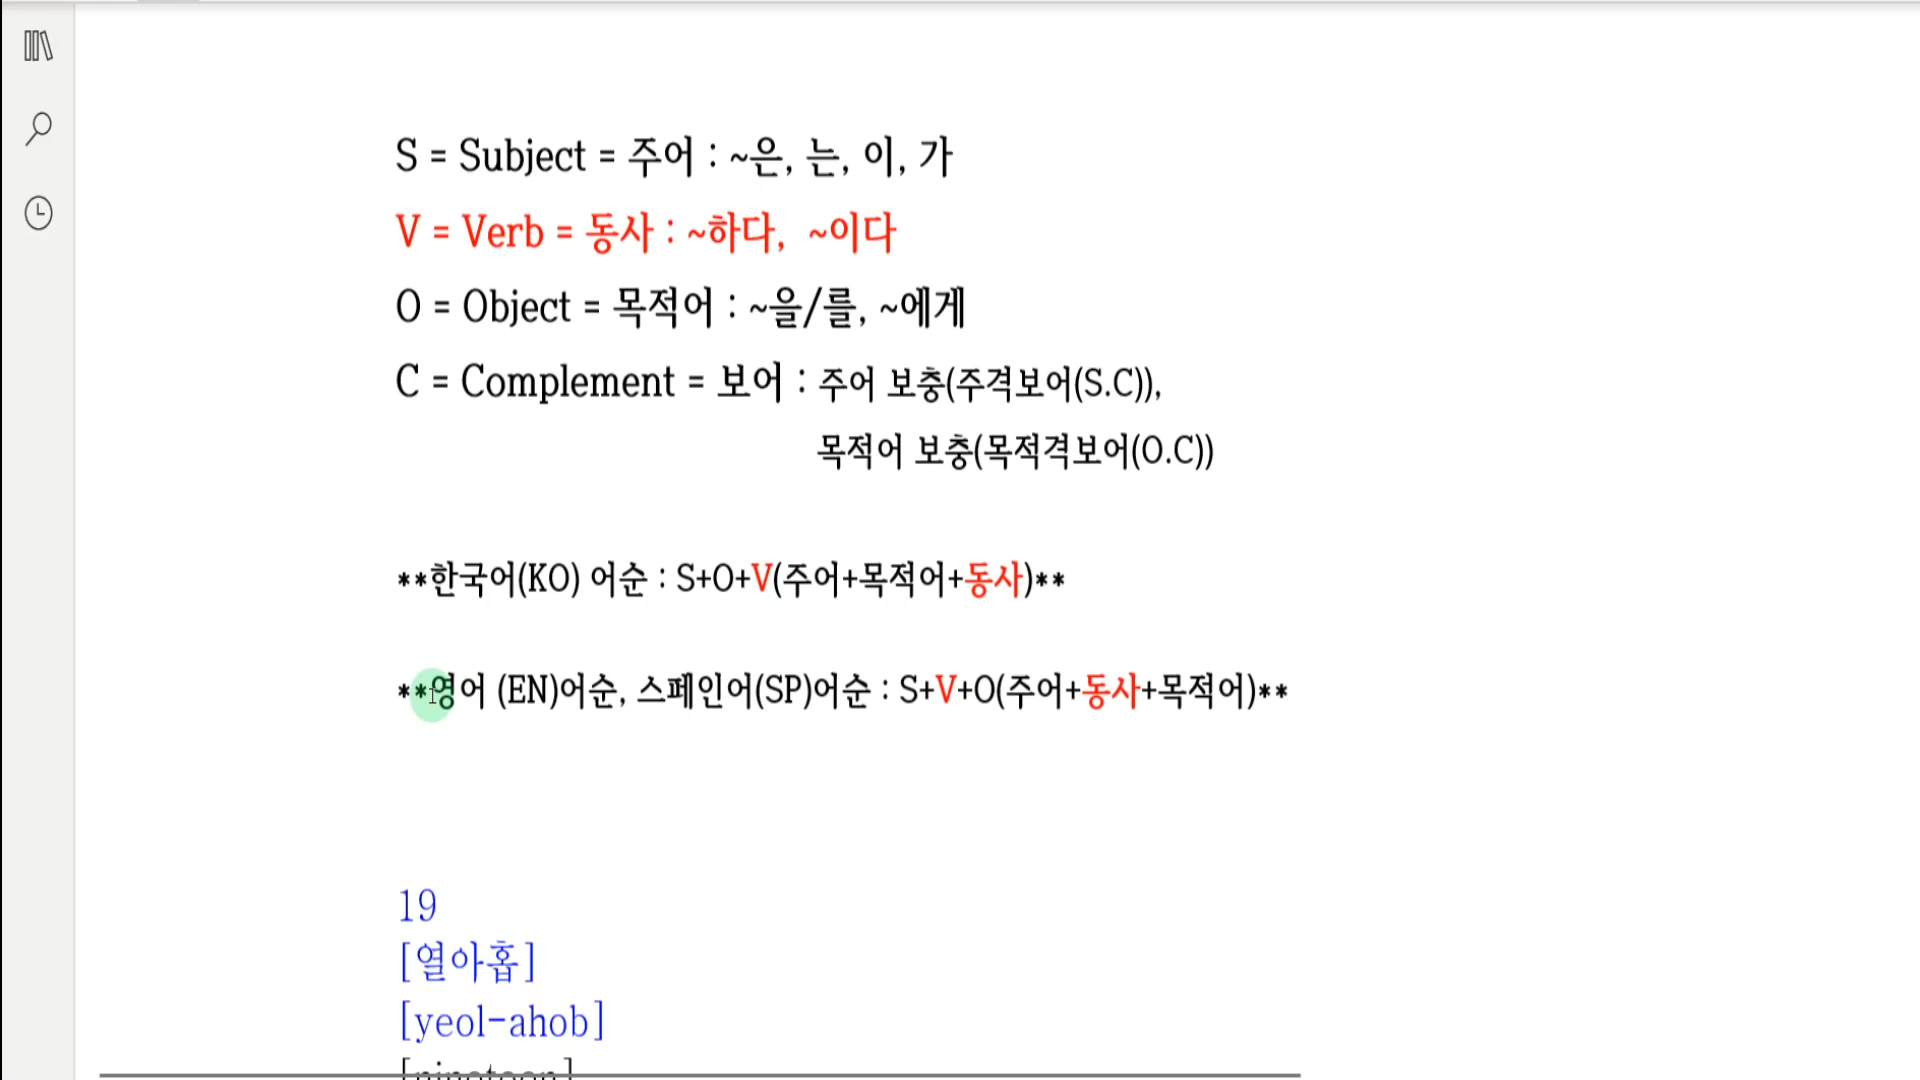 S = Subject = 주어 : ~은, 는, 이, 가
V = Verb = 동사 : ~하다, ~이다
O = Object = 목적어 : ~을/를, ~에게
C = Complement = 보어 : 주어 보충(주격보어(S.C)),
목적어 보충(목적격보어(O.C))
**한국어(KO) 어순 : S+O+V(주어+목적어+동사)**
**영어 (EN)어순, 스페인어(SP)어순 : S+V+O(주어+동사+목적어)**
19
[열아홉]
[yeol-ahob]